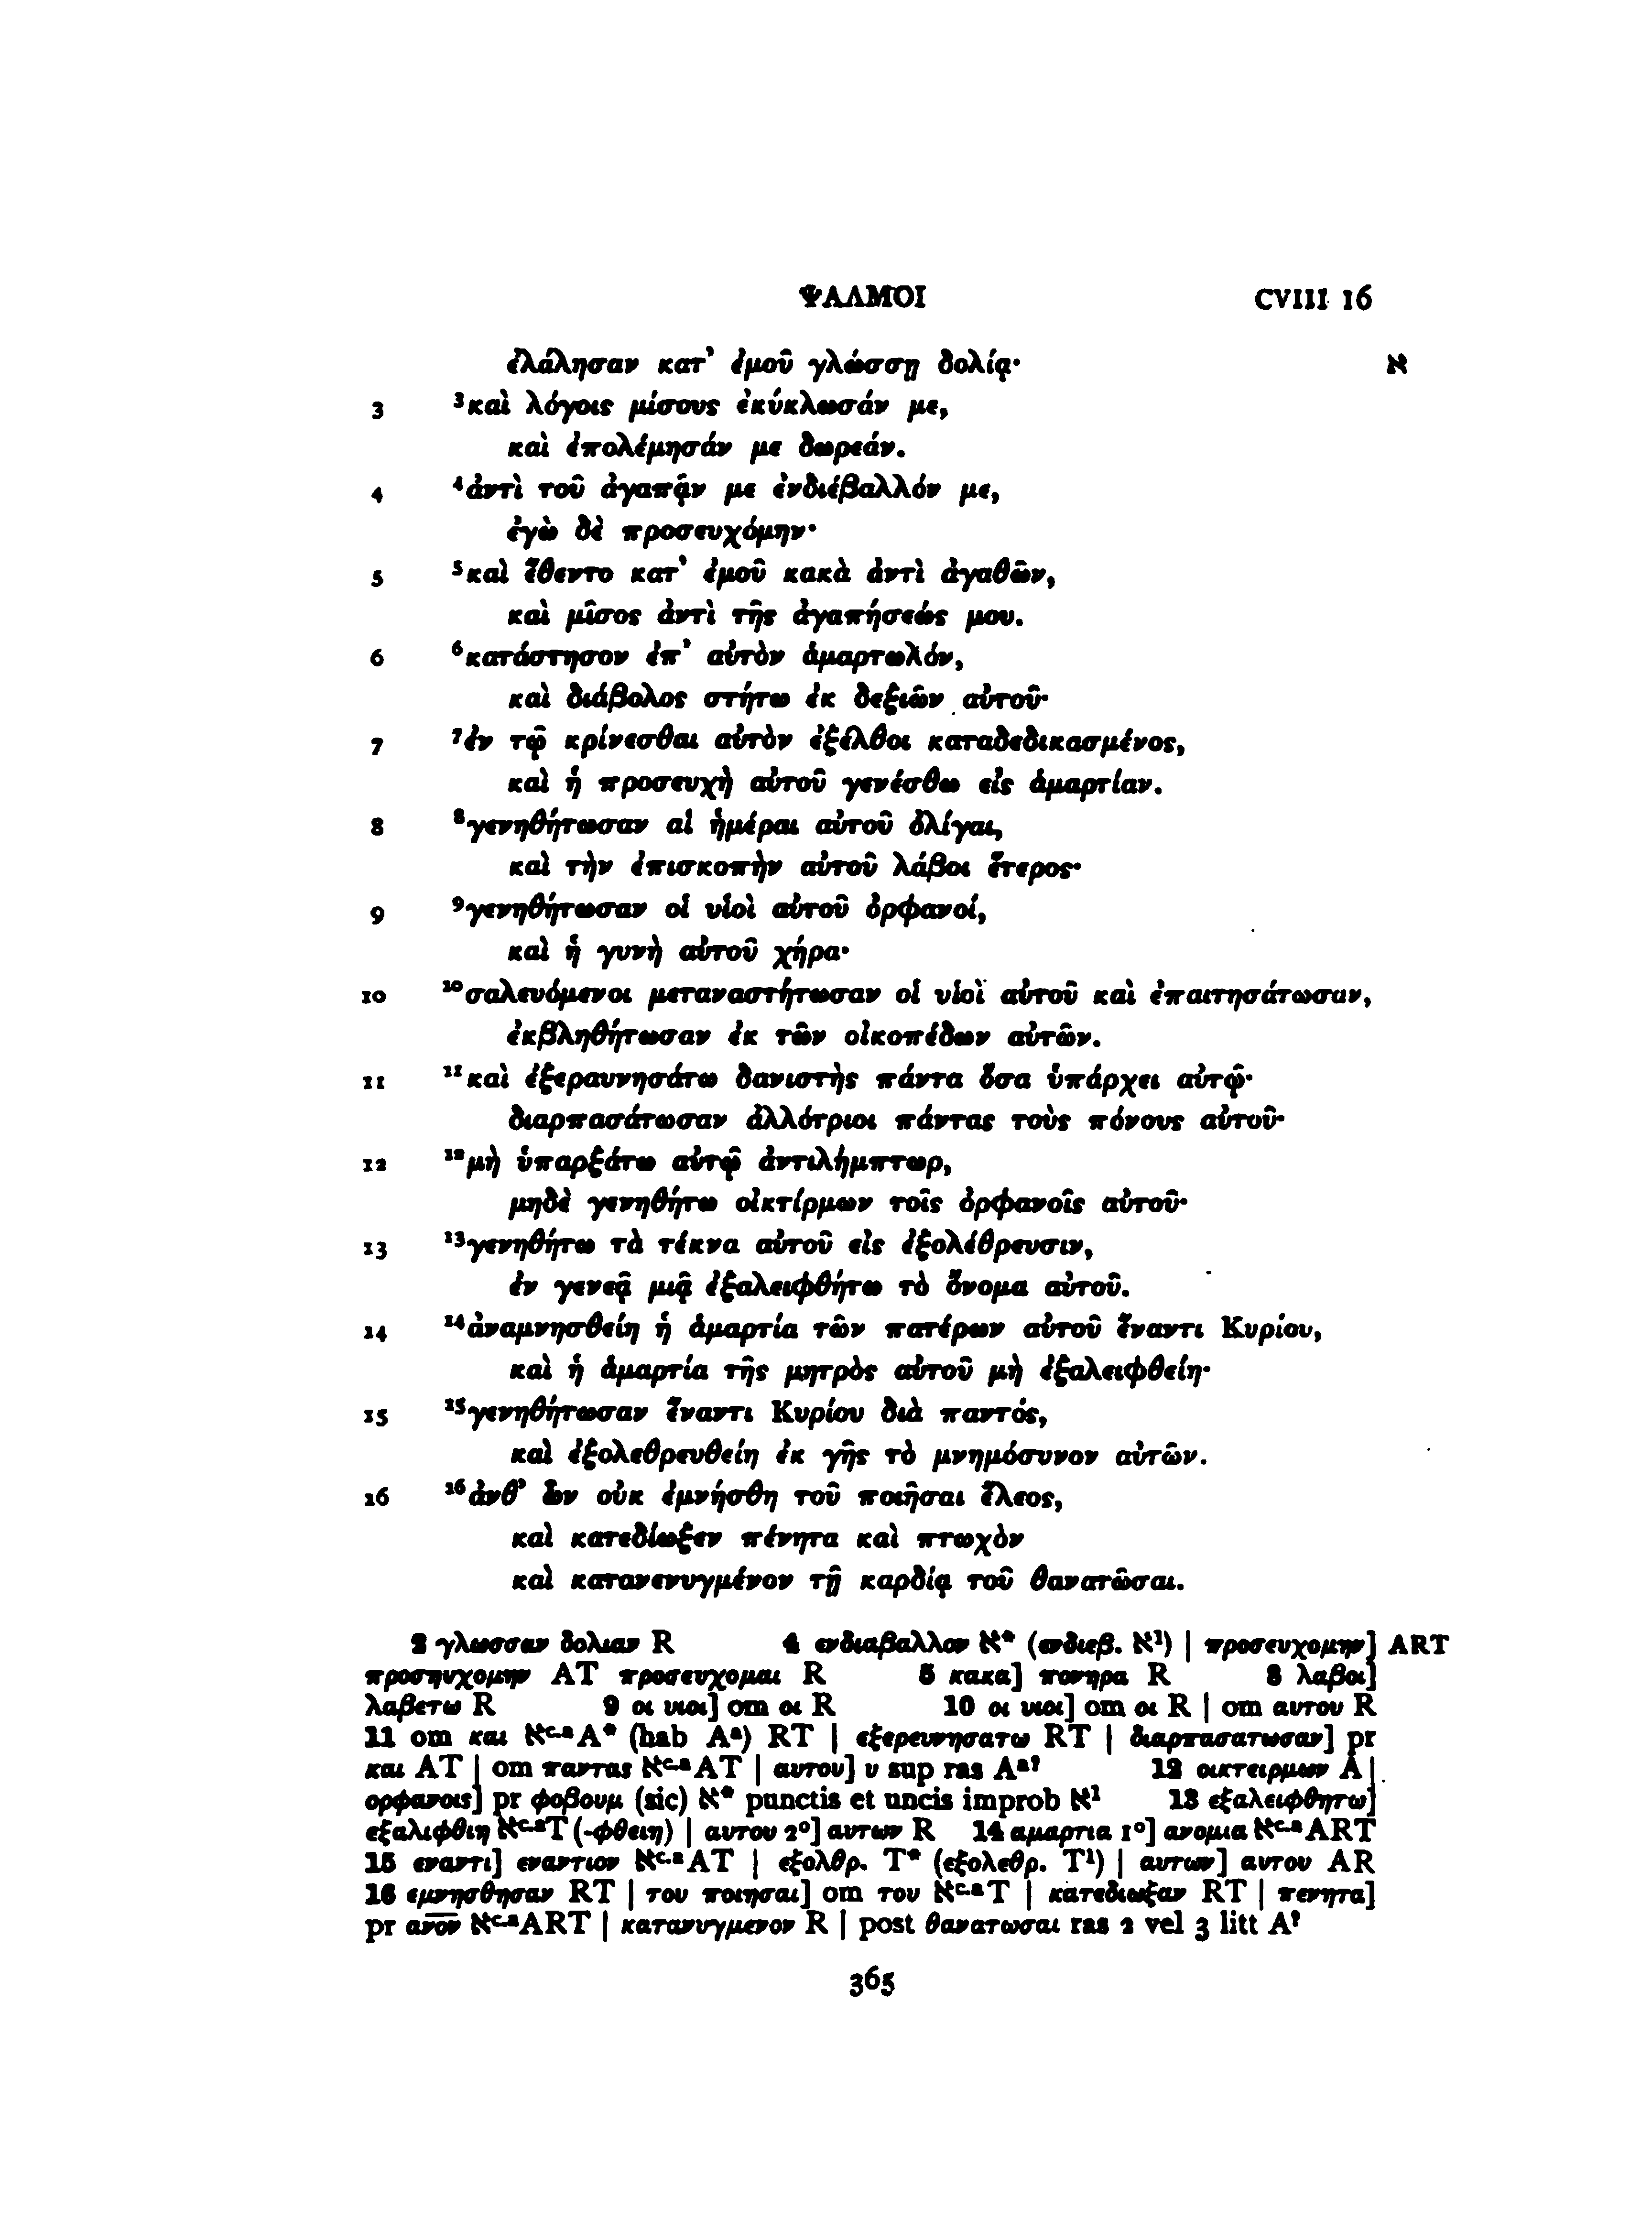 ΨΑΛΜΟΙ CVIII 16
ἐλάλησαν κατ᾽ ἐμοῦ γλώσσῃ δολίᾳ· א
3 ³καὶ λόγοις μίσους ἐκύκλωσάν με,
καὶ ἐπολέμησάν με δωρεάν.
4 ⁴ἀντὶ τοῦ ἀγαπᾷν με ἐνδιέβαλλόν με,
ἐγὼ δὲ προσευχόμην·
5 ⁵καὶ ἔθεντο κατ᾽ ἐμοῦ κακὰ ἀντὶ ἀγαθῶν,
καὶ μῖσος ἀντὶ τῆς ἀγαπήσεώς μου.
6 ⁶κατάστησον ἐπ᾽ αὐτὸν ἁμαρτωλόν,
καὶ διάβολος στήτω ἐκ δεξιῶν αὐτοῦ·
7 ⁷ἐν τῷ κρίνεσθαι αὐτὸν ἐξέλθοι καταδεδικασμένος,
καὶ ἡ προσευχὴ αὐτοῦ γενέσθω εἰς ἁμαρτίαν.
8 ⁸γενηθήτωσαν αἱ ἡμέραι αὐτοῦ ὀλίγαι,
καὶ τὴν ἐπισκοπὴν αὐτοῦ λάβοι ἕτερος·
9 ⁹γενηθήτωσαν οἱ υἱοὶ αὐτοῦ ὀρφανοί,
καὶ ἡ γυνὴ αὐτοῦ χήρα·
10 ¹⁰σαλευόμενοι μεταναστήτωσαν οἱ υἱοὶ αὐτοῦ καὶ ἐπαιτησάτωσαν,
ἐκβληθήτωσαν ἐκ τῶν οἰκοπέδων αὐτῶν.
11 ¹¹καὶ ἐξεραυνησάτω δανιστὴς πάντα ὅσα ὑπάρχει αὐτῷ·
διαρπασάτωσαν ἀλλότριοι πάντας τοὺς πόνους αὐτοῦ·
12 ¹²μὴ ὑπαρξάτω αὐτῷ ἀντιλήμπτωρ,
μηδὲ γενηθήτω οἰκτίρμων τοῖς ὀρφανοῖς αὐτοῦ·
13 ¹³γενηθήτω τὰ τέκνα αὐτοῦ εἰς ἐξολέθρευσιν,
ἐν γενεᾷ μιᾷ ἐξαλειφθήτω τὸ ὄνομα αὐτοῦ.
14 ¹⁴ἀναμνησθείη ἡ ἁμαρτία τῶν πατέρων αὐτοῦ ἔναντι Κυρίου,
καὶ ἡ ἁμαρτία τῆς μητρὸς αὐτοῦ μὴ ἐξαλειφθείη·
15 ¹⁵γενηθήτωσαν ἔναντι Κυρίου διὰ παντός,
καὶ ἐξολεθρευθείη ἐκ γῆς τὸ μνημόσυνον αὐτῶν.
16 ¹⁶ἀνθ᾽ ὧν οὐκ ἐμνήσθη τοῦ ποιῆσαι ἔλεος,
καὶ κατεδίωξεν πένητα καὶ πτωχὸν
καὶ κατανενυγμένον τῇ καρδίᾳ τοῦ θανατῶσαι.
2 γλωσσαν δολιαν R 4 ενδιαβαλλον א* (ενδιεβ. א¹) | προσευχομην] ART
προσηυχομην AT προσευχομαι R 5 κακα] πονηρα R 8 λαβοι]
λαβετω R 9 οι υιοι] om οι R 10 οι υιοι] om οι R | om αυτου R
11 om και א^c.a A* (hab A^a) RT | εξερευνησατω RT | διαρπασατωσαν] pr
και AT | om παντας א^c.a AT | αυτου] υ sup ras A^a? 12 οικτειρμων A |
ορφανοις] pr φοβουμ (sic) א* punctis et uncis improb א¹ 13 εξαλειφθητω]
εξαλιφθιη א^c.a T (-φθειη) | αυτου 2°] αυτων R 14 αμαρτια 1°] ανομια א^c.a ART
15 εναντι] εναντιον א^c.a AT | εξολθρ. T* (εξολεθρ. T¹) | αυτων] αυτου AR
16 εμνησθησαν RT | του ποιησαι] om του א^c.a T | κατεδιωξαν RT | πενητα]
pr α̅ν̅ο̅ν̅ א^c.a ART | κατανυγμενον R | post θανατωσαι ras 2 vel 3 litt A?
365